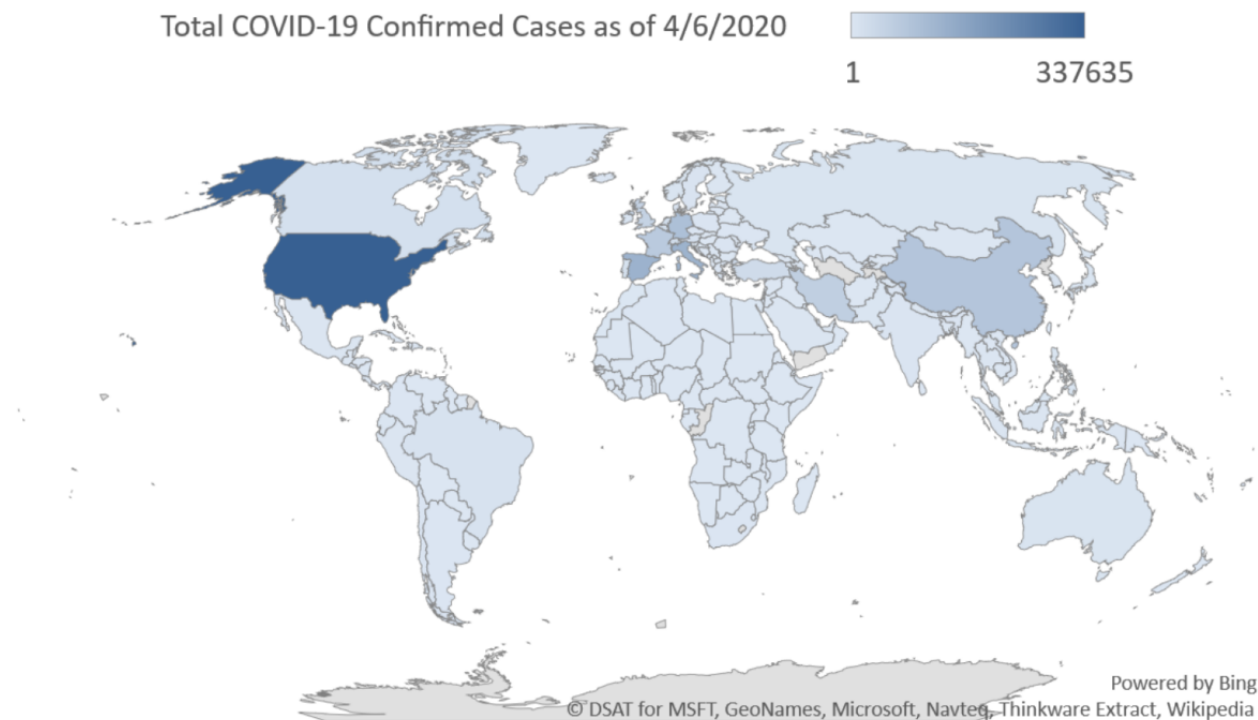 Total COVID-19 Confirmed Cases as of 4/6/2020
1 337635
Powered by Bing
© DSAT for MSFT, GeoNames, Microsoft, Navteq, Thinkware Extract, Wikipedia